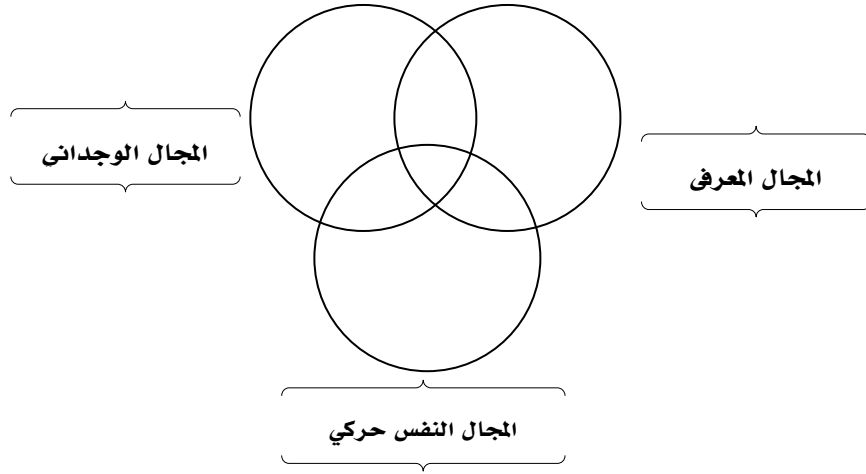 المجال المعرفى
المجال الوجدانى
المجال النفس حركي